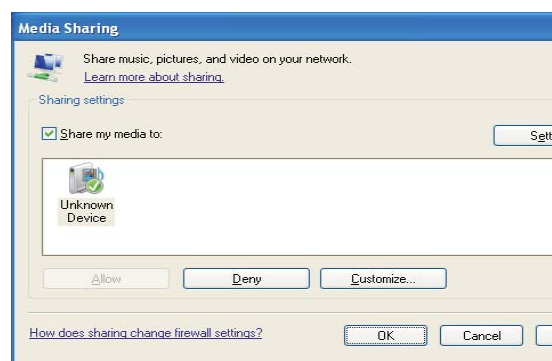 Media Sharing
Share music, pictures, and video on your network.
Learn more about sharing.
Sharing settings
Share my media to:
Sett
Unknown
Device
Allow
Deny
Customize...
How does sharing change firewall settings?
OK
Cancel